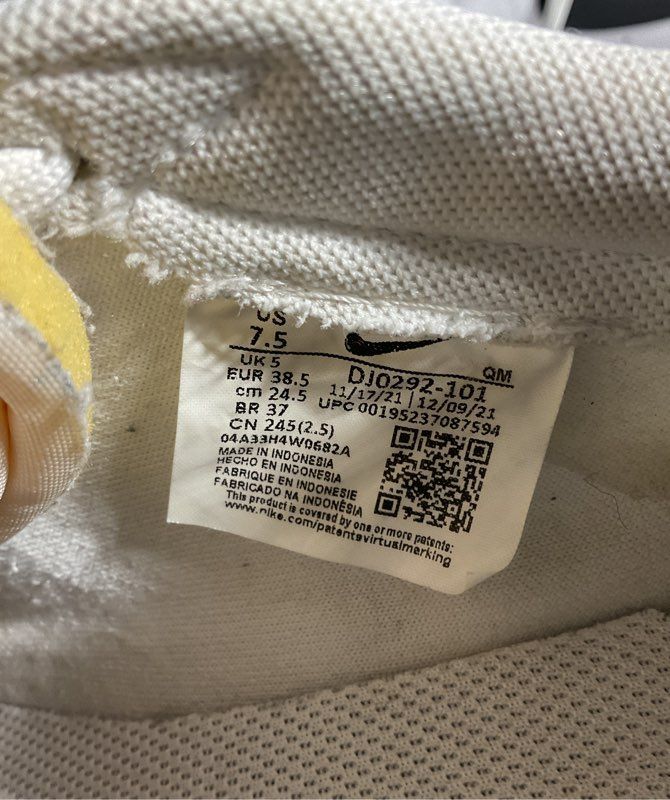 US
7.5
UK 5
EUR 38.5
cm 24.5
BR 37
CN 245(2.5)
QM
DJ0292-101
11/17/21 | 12/09/21
UPC 00195237087594
04A33H4W0682A
MADE IN INDONESIA
HECHO EN INDONESIA
FABRIQUE EN INDONESIE
FABRICADO NA INDONÉSIA
This product is covered by one or more patents:
www.nike.com/patentsvirtualmarking